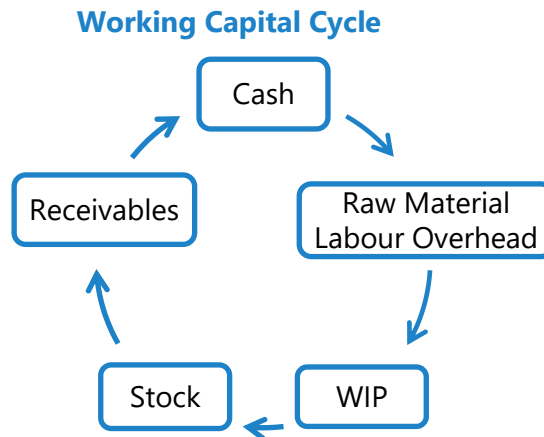 Working Capital Cycle
Cash
Raw Material
Labour Overhead
WIP
Stock
Receivables